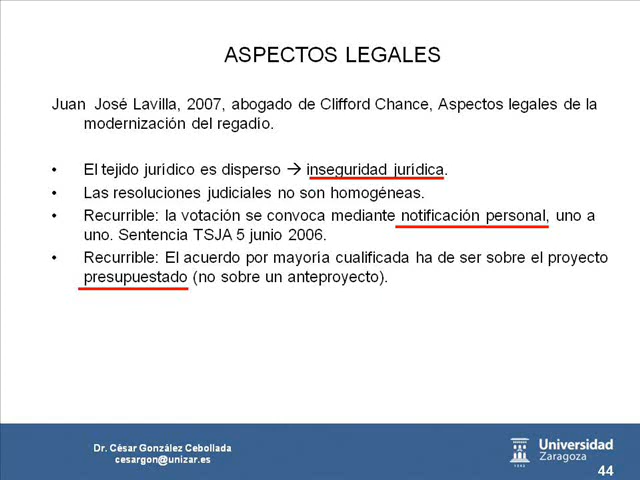 ASPECTOS LEGALES
Juan José Lavilla, 2007, abogado de Clifford Chance, Aspectos legales de la
modernización del regadío.
• El tejido jurídico es disperso → inseguridad jurídica.
• Las resoluciones judiciales no son homogéneas.
• Recurrible: la votación se convoca mediante notificación personal, uno a
uno. Sentencia TSJA 5 junio 2006.
• Recurrible: El acuerdo por mayoría cualificada ha de ser sobre el proyecto
presupuestado (no sobre un anteproyecto).
Dr. César González Cebollada
cesargon@unizar.es
Universidad
Zaragoza
1542
44